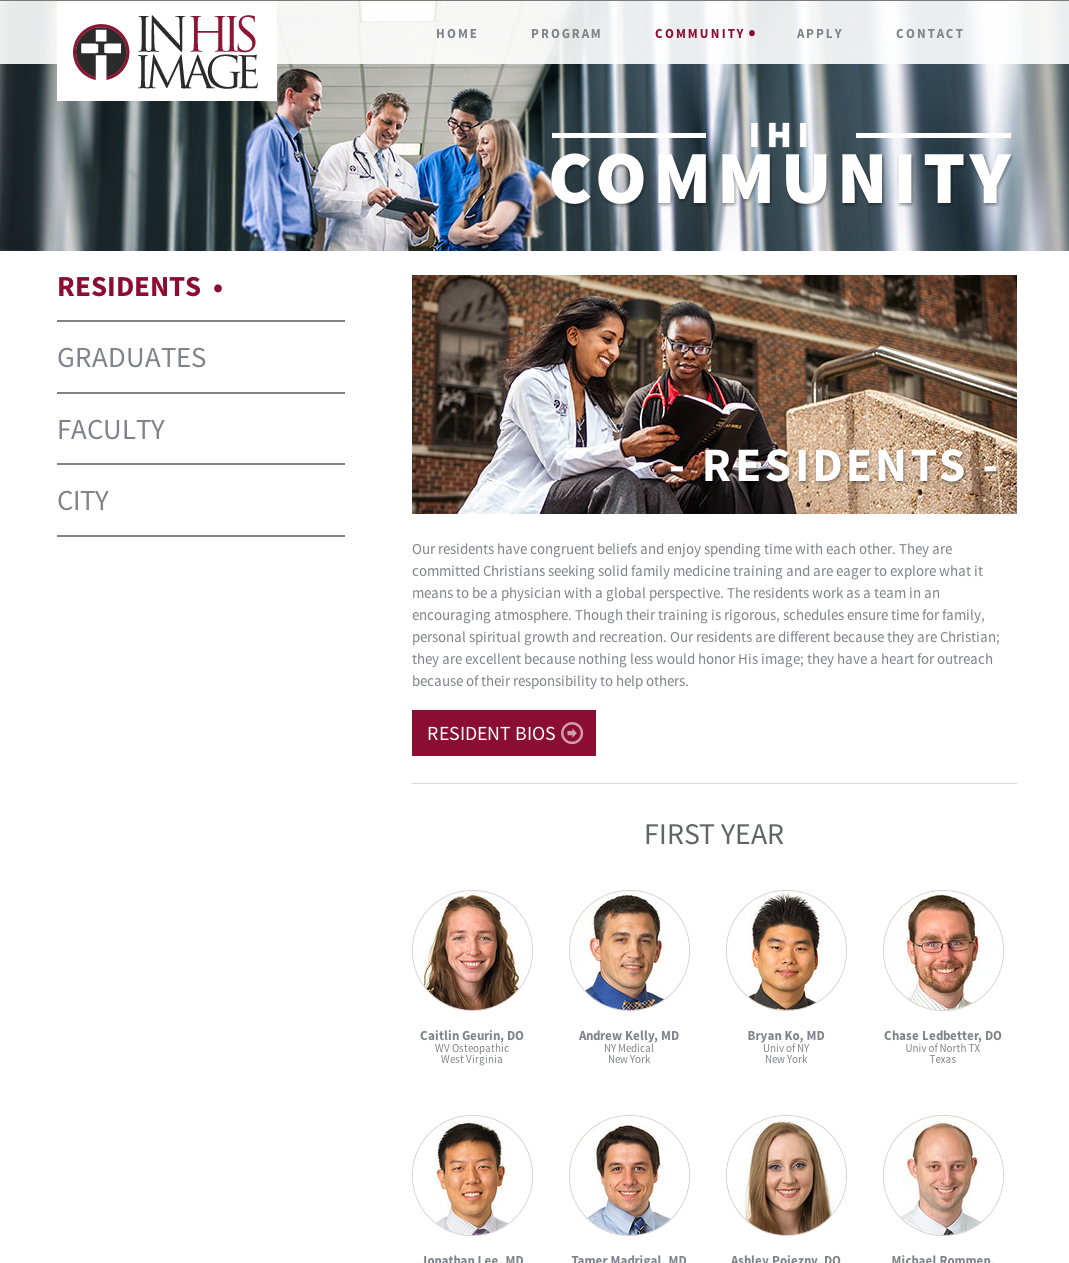 IN HIS
IMAGE
HOME
PROGRAM
COMMUNITY
APPLY
CONTACT
IHI
COMMUNITY
RESIDENTS •
GRADUATES
FACULTY
CITY
- RESIDENTS -
Our residents have congruent beliefs and enjoy spending time with each other. They are
committed Christians seeking solid family medicine training and are eager to explore what it
means to be a physician with a global perspective. The residents work as a team in an
encouraging atmosphere. Though their training is rigorous, schedules ensure time for family,
personal spiritual growth and recreation. Our residents are different because they are Christian;
they are excellent because nothing less would honor His image; they have a heart for outreach
because of their responsibility to help others.
RESIDENT BIOS
FIRST YEAR
Caitlin Geurin, DO
WV Osteopathic
West Virginia
Andrew Kelly, MD
NY Medical
New York
Bryan Ko, MD
Univ of NY
New York
Chase Ledbetter, DO
Univ of North TX
Texas
Jonathan Lee, MD
Tamer Madrigal, MD
Ashley Pojezny, DO
Michael Rommen,